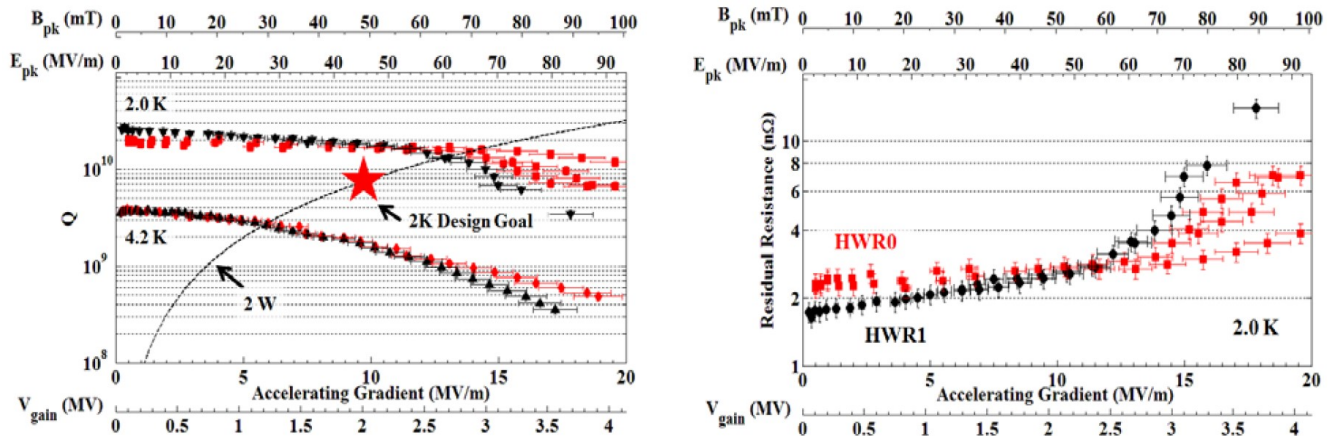 B_pk (mT) 0 10 20 30 40 50 60 70 80 90 100
E_pk (MV/m) 0 10 20 30 40 50 60 70 80 90
2.0 K
10^10
Q
2K Design Goal
4.2 K
10^9
2 W
10^8
0 5 10 15 20
Accelerating Gradient (MV/m)
V_gain (MV) 0 0.5 1 1.5 2 2.5 3 3.5 4
B_pk (mT) 0 10 20 30 40 50 60 70 80 90 100
E_pk (MV/m) 0 10 20 30 40 50 60 70 80 90
Residual Resistance (nΩ)
10
8
6
4
HWR0
2
HWR1
2.0 K
1
0 5 10 15 20
Accelerating Gradient (MV/m)
V_gain (MV) 0 0.5 1 1.5 2 2.5 3 3.5 4